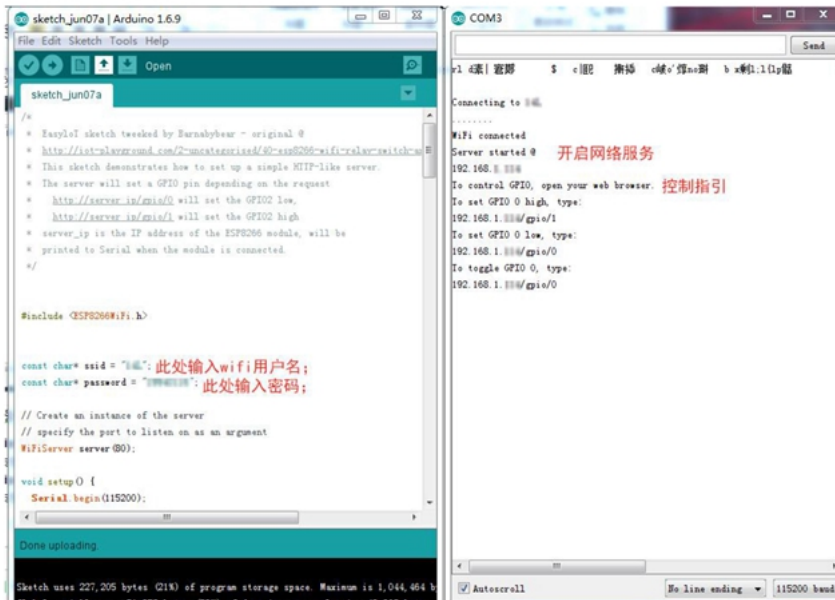 sketch_jun07a | Arduino 1.6.9
File Edit Sketch Tools Help
Open
sketch_jun07a
/*
* EasyIoT sketch tweaked by Barnabybear - original @
* http://iot-playground.com/2-uncategorised/40-esp8266-wifi-relay-switch-
* This sketch demonstrates how to set up a simple HTTP-like server.
* The server will set a GPIO pin depending on the request
* http://server_ip/gpio/0 will set the GPIO2 low,
* http://server_ip/gpio/1 will set the GPIO2 high
* server_ip is the IP address of the ESP8266 module, will be
* printed to Serial when the module is connected.
*/
#include <ESP8266WiFi.h>
const char* ssid = " "; 此处输入wifi用户名;
const char* password = " "; 此处输入密码;
// Create an instance of the server
// specify the port to listen on as an argument
WiFiServer server(80);
void setup() {
Serial.begin(115200);
Done uploading.
Sketch uses 227,205 bytes (21%) of program storage space. Maximum is 1,044,464 b
COM3
Send
Connecting to
........
WiFi connected
Server started @ 开启网络服务
192.168.
To control GPIO, open your web browser. 控制指引
To set GPIO 0 high, type:
192.168.1. /gpio/1
To set GPIO 0 low, type:
192.168.1. /gpio/0
To toggle GPIO 0, type:
192.168.1. /gpio/0
Autoscroll
No line ending
115200 baud